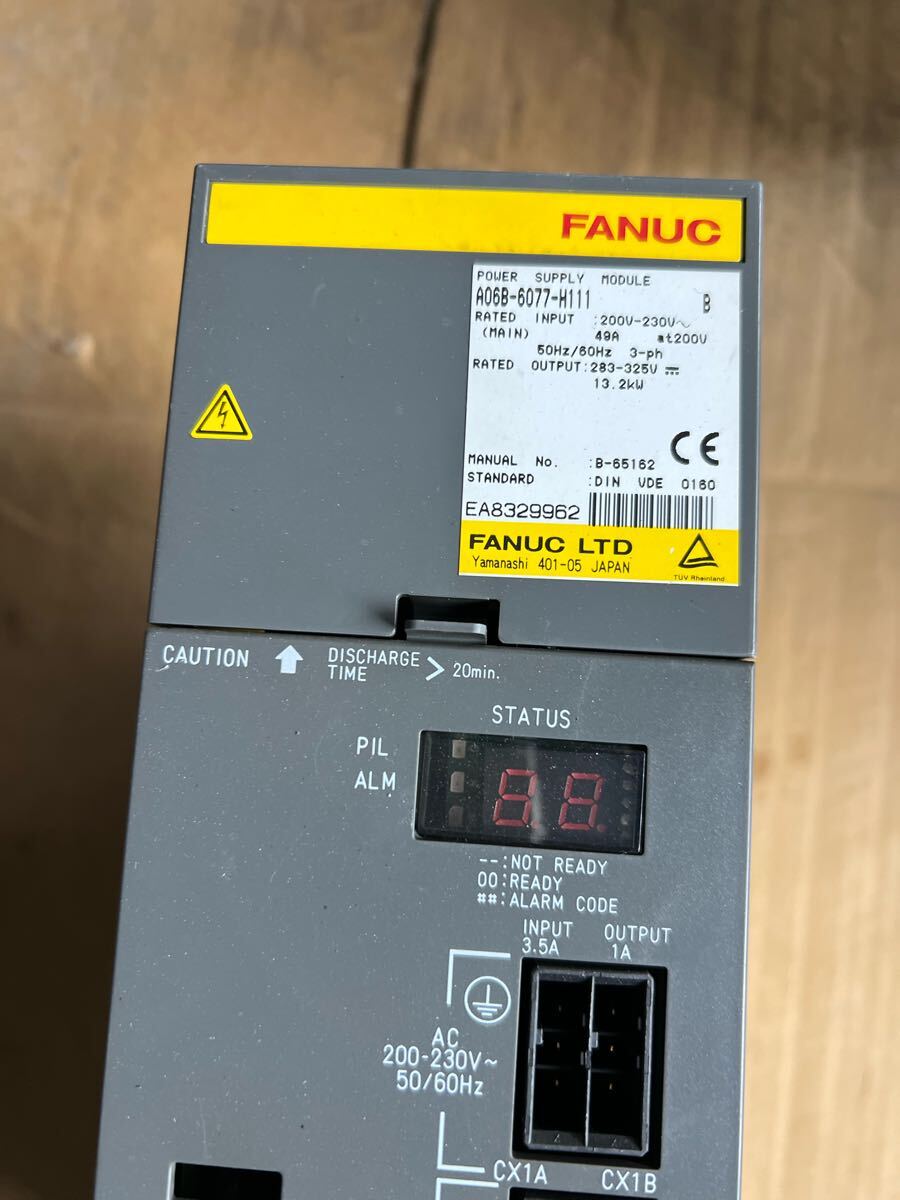 FANUC
POWER SUPPLY MODULE
A06B-6077-H111 B
RATED INPUT :200V-230V~
(MAIN) 49A at200V
50Hz/60Hz 3-ph
RATED OUTPUT:283-325V⎓
13.2kW
CE
MANUAL No. :B-65162
STANDARD :DIN VDE 0160
EA8329962
FANUC LTD
Yamanashi 401-05 JAPAN
TUV Rheinland
CAUTION ⬆ DISCHARGE TIME > 20min.
STATUS
PIL
ALM
8.8.
--:NOT READY
00:READY
##:ALARM CODE
INPUT 3.5A
OUTPUT 1A
AC
200-230V~
50/60Hz
CX1A CX1B